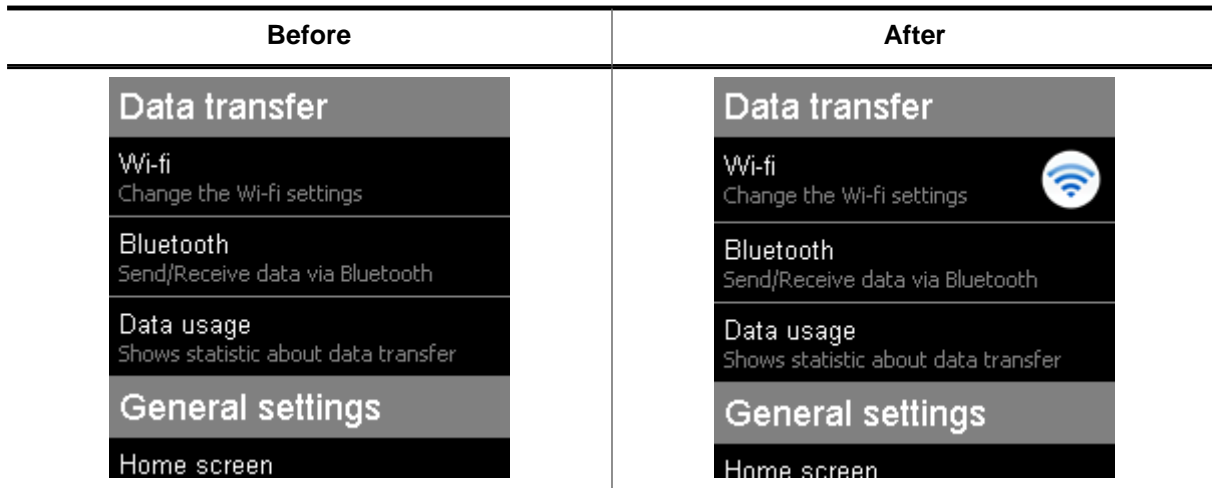 Before
After
Data transfer
Wi-fi
Change the Wi-fi settings
Bluetooth
Send/Receive data via Bluetooth
Data usage
Shows statistic about data transfer
General settings
Home screen
Data transfer
Wi-fi
Change the Wi-fi settings
Bluetooth
Send/Receive data via Bluetooth
Data usage
Shows statistic about data transfer
General settings
Home screen